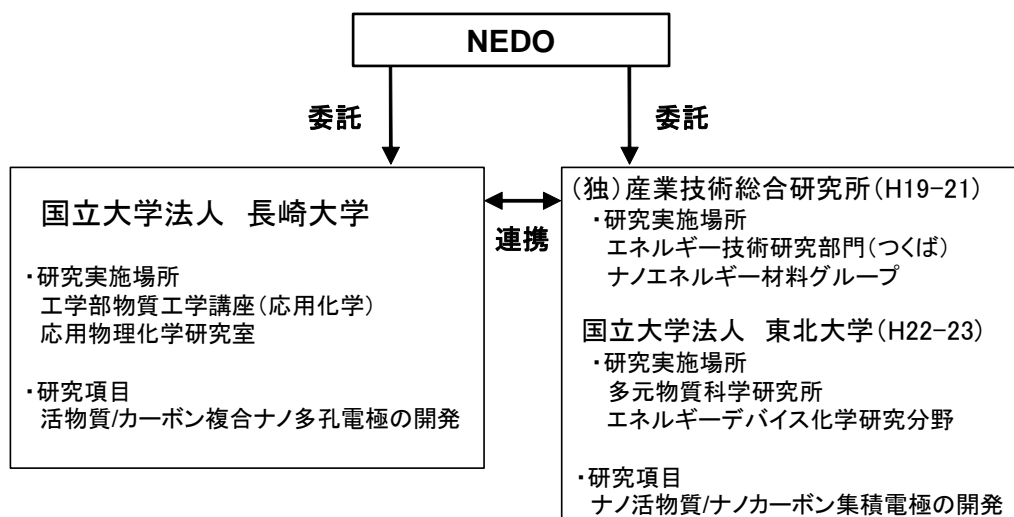 NEDO
委託
委託
国立大学法人 長崎大学
・研究実施場所
工学部物質工学講座(応用化学)
応用物理化学研究室
・研究項目
活物質/カーボン複合ナノ多孔電極の開発
連携
(独)産業技術総合研究所(H19-21)
・研究実施場所
エネルギー技術研究部門(つくば)
ナノエネルギー材料グループ
国立大学法人 東北大学(H22-23)
・研究実施場所
多元物質科学研究所
エネルギーデバイス化学研究分野
・研究項目
ナノ活物質/ナノカーボン集積電極の開発